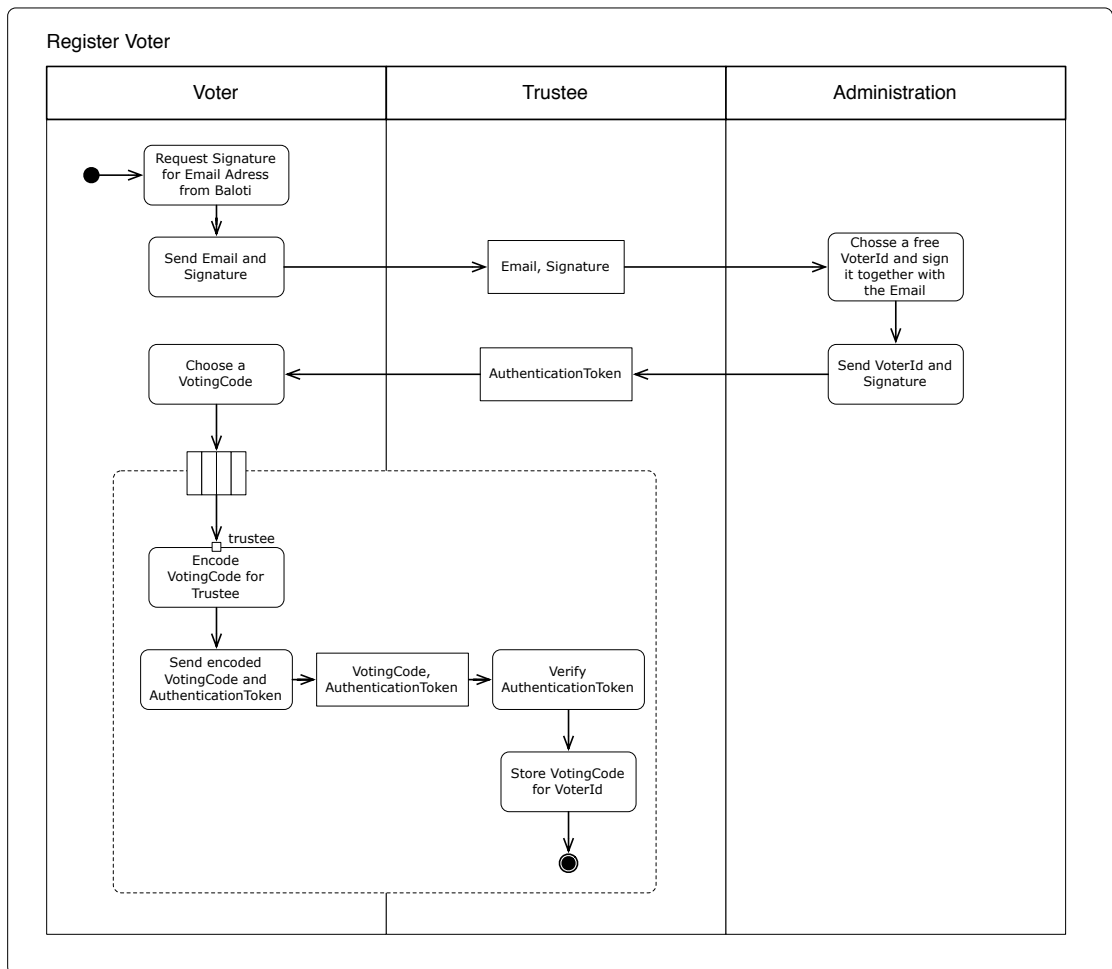 Register Voter
Voter
Trustee
Administration
Request Signature
for Email Adress
from Baloti
Send Email and
Signature
Email, Signature
Chosse a free
VoterId and sign
it together with
the Email
Choose a
VotingCode
AuthenticationToken
Send VoterId and
Signature
trustee
Encode
VotingCode for
Trustee
Send encoded
VotingCode and
AuthenticationToken
VotingCode,
AuthenticationToken
Verify
AuthenticationToken
Store VotingCode
for VoterId